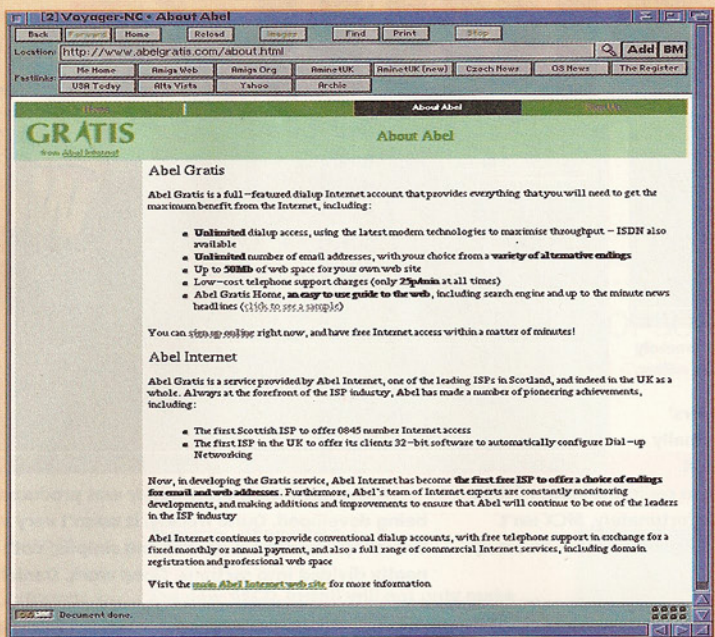 [2] Voyager-NC • About Abel
Back Forward Home Reload Images Find Print Stop
Location: http://www.abelgratis.com/about.html Add BM
Fastlinks: Me Home Amiga Web Amiga Org AminetUK AminetUK (new) Czech News OS News The Register
USA Today Alta Vista Yahoo Archie
Home About Abel Sign Up
GRATIS About Abel
from Abel Internet
Abel Gratis
Abel Gratis is a full-featured dialup Internet account that provides everything that you will need to get the
maximum benefit from the Internet, including:
Unlimited dialup access, using the latest modem technologies to maximise throughput - ISDN also
available
Unlimited number of email addresses, with your choice from a variety of alternative endings
Up to 50Mb of web space for your own web site
Low-cost telephone support charges (only 25p/min at all times)
Abel Gratis Home, an easy to use guide to the web, including search engine and up to the minute news
headlines (click to see a sample)
You can sign up online right now, and have free Internet access within a matter of minutes!
Abel Internet
Abel Gratis is a service provided by Abel Internet, one of the leading ISPs in Scotland, and indeed in the UK as a
whole. Always at the forefront of the ISP industry, Abel has made a number of pioneering achievements,
including:
The first Scottish ISP to offer 0845 number Internet access
The first ISP in the UK to offer its clients 32-bit software to automatically configure Dial-up
Networking
Now, in developing the Gratis service, Abel Internet has become the first free ISP to offer a choice of endings
for email and web addresses. Furthermore, Abel's team of Internet experts are constantly monitoring
developments, and making additions and improvements to ensure that Abel will continue to be one of the leaders
in the ISP industry
Abel Internet continues to provide conventional dialup accounts, with free telephone support in exchange for a
fixed monthly or annual payment, and also a full range of commercial Internet services, including domain
registration and professional web space
Visit the main Abel Internet web site for more information
Document done.